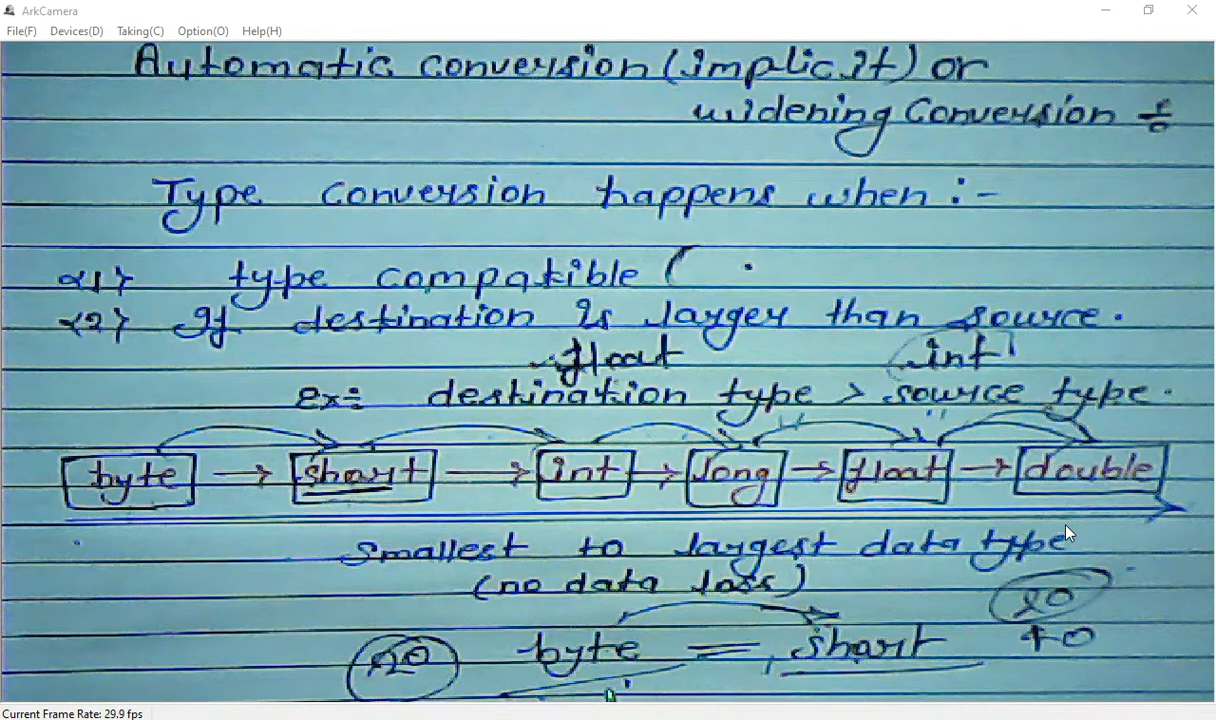 ArkCamera
File(F) Devices(D) Taking(C) Option(O) Help(H)
Automatic conversion (implicit) or
widening Conversion ÷
Type conversion happens when :-
<1> type compatible (
<2> If destination is larger than source.
float int
ex÷ destination type > source type.
byte → short → int → long → float → double
smallest to largest data type
(no data loss)
20
byte = short 40
20
Current Frame Rate: 29.9 fps